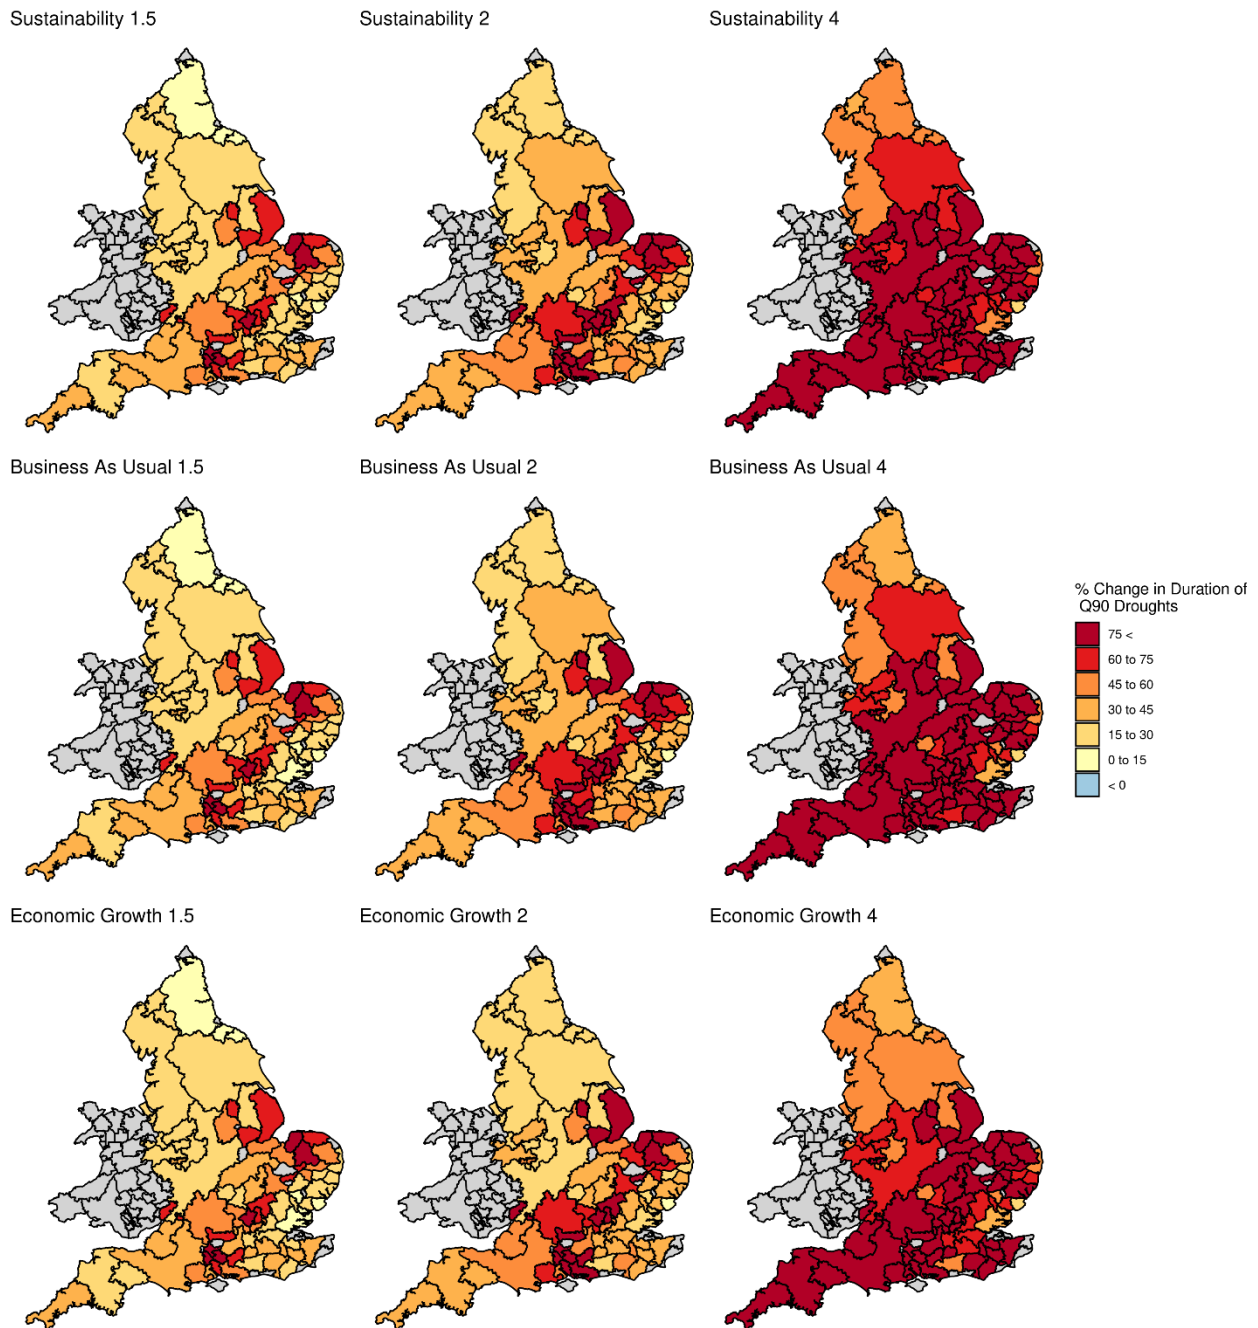 Sustainability 1.5
Sustainability 2
Sustainability 4
Business As Usual 1.5
Business As Usual 2
Business As Usual 4
% Change in Duration of
Q90 Droughts
75 <
60 to 75
45 to 60
30 to 45
15 to 30
0 to 15
< 0
Economic Growth 1.5
Economic Growth 2
Economic Growth 4